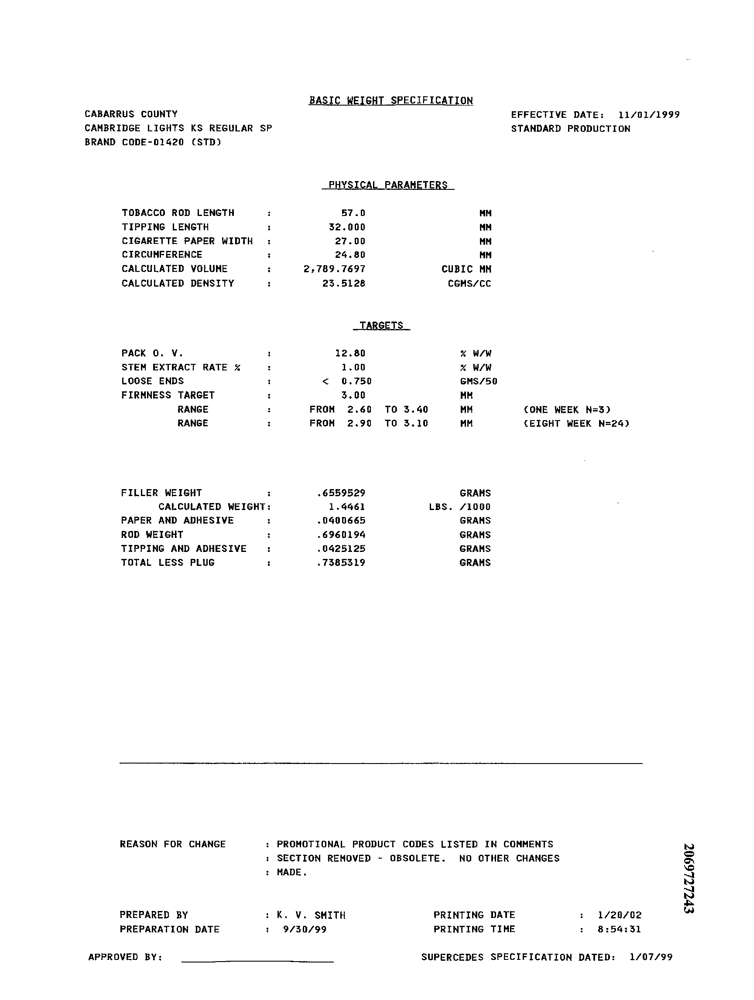 BASIC WEIGHT SPECIFICATION
CABARRUS COUNTY EFFECTIVE DATE: 11/01/1999
CAMBRIDGE LIGHTS KS REGULAR SP STANDARD PRODUCTION
BRAND CODE-01420 (STD)
PHYSICAL PARAMETERS
TOBACCO ROD LENGTH : 57.0 MM
TIPPING LENGTH : 32.000 MM
CIGARETTE PAPER WIDTH : 27.00 MM
CIRCUMFERENCE : 24.80 MM
CALCULATED VOLUME : 2,789.7697 CUBIC MM
CALCULATED DENSITY : 23.5128 CGMS/CC
TARGETS
PACK O. V. : 12.80 % W/W
STEM EXTRACT RATE % : 1.00 % W/W
LOOSE ENDS : < 0.750 GMS/50
FIRMNESS TARGET : 3.00 MM
RANGE : FROM 2.60 TO 3.40 MM (ONE WEEK N=3)
RANGE : FROM 2.90 TO 3.10 MM (EIGHT WEEK N=24)
FILLER WEIGHT : .6559529 GRAMS
CALCULATED WEIGHT: 1.4461 LBS. /1000
PAPER AND ADHESIVE : .0400665 GRAMS
ROD WEIGHT : .6960194 GRAMS
TIPPING AND ADHESIVE : .0425125 GRAMS
TOTAL LESS PLUG : .7385319 GRAMS
REASON FOR CHANGE : PROMOTIONAL PRODUCT CODES LISTED IN COMMENTS
: SECTION REMOVED - OBSOLETE. NO OTHER CHANGES
: MADE.
PREPARED BY : K. V. SMITH PRINTING DATE : 1/28/02
PREPARATION DATE : 9/30/99 PRINTING TIME : 8:54:31
APPROVED BY: SUPERCEDES SPECIFICATION DATED: 1/07/99
2069727243